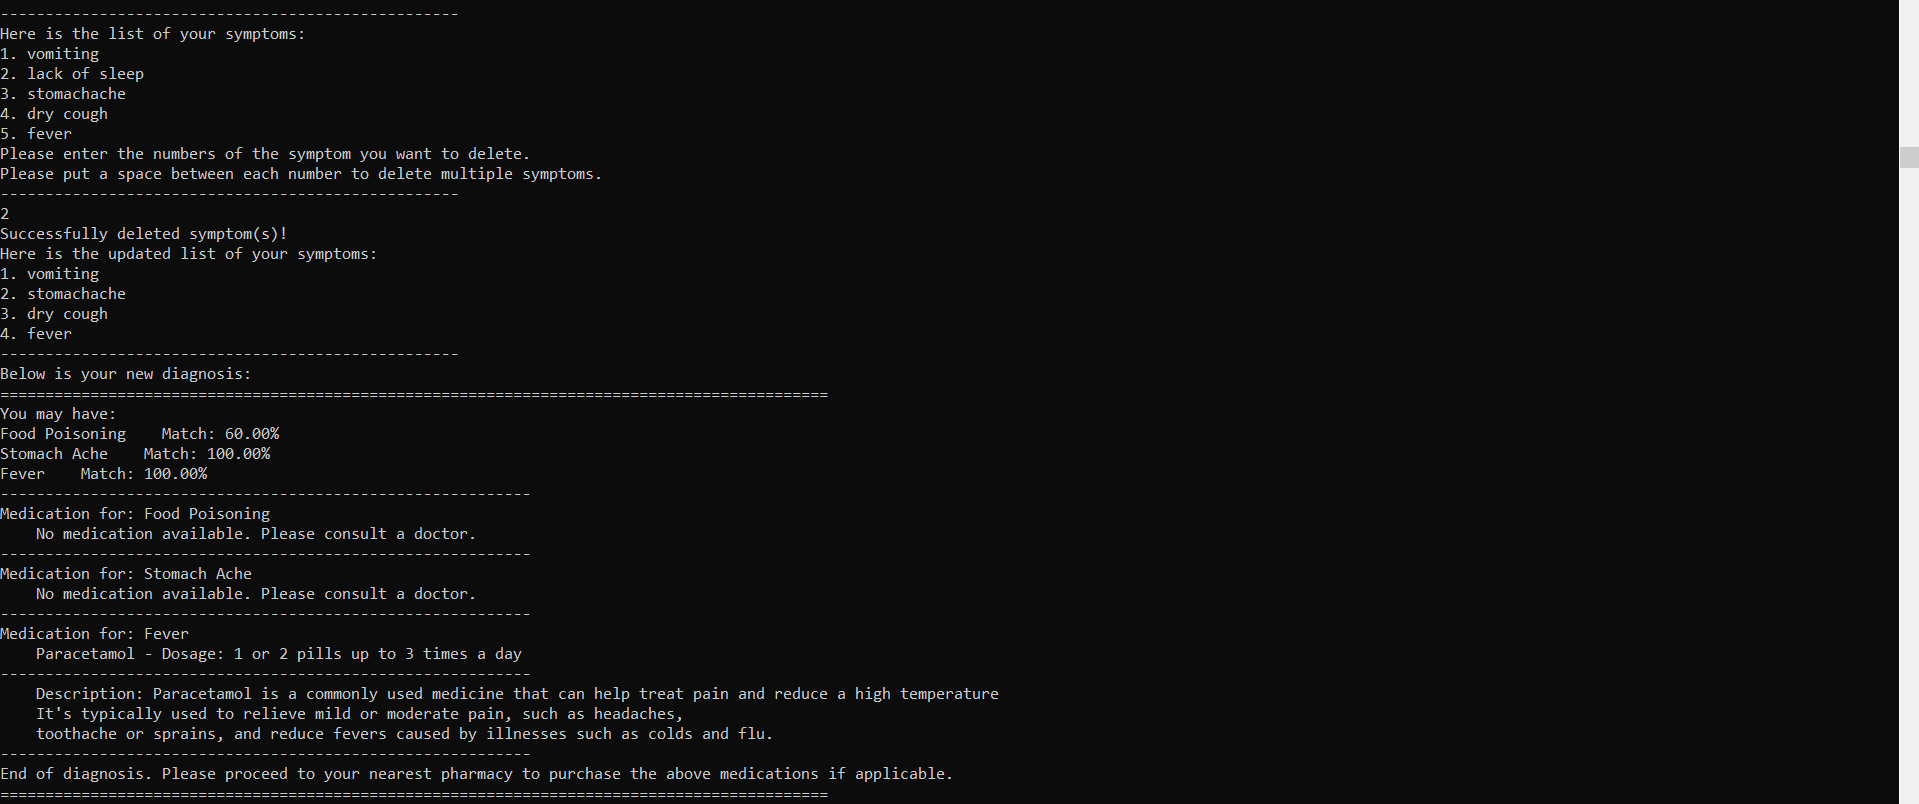 ---------------------------------------------------
Here is the list of your symptoms:
1. vomiting
2. lack of sleep
3. stomachache
4. dry cough
5. fever
Please enter the numbers of the symptom you want to delete.
Please put a space between each number to delete multiple symptoms.
---------------------------------------------------
2
Successfully deleted symptom(s)!
Here is the updated list of your symptoms:
1. vomiting
2. stomachache
3. dry cough
4. fever
---------------------------------------------------
Below is your new diagnosis:
============================================================================================
You may have:
Food Poisoning    Match: 60.00%
Stomach Ache    Match: 100.00%
Fever    Match: 100.00%
-----------------------------------------------------------
Medication for: Food Poisoning
    No medication available. Please consult a doctor.
-----------------------------------------------------------
Medication for: Stomach Ache
    No medication available. Please consult a doctor.
-----------------------------------------------------------
Medication for: Fever
    Paracetamol - Dosage: 1 or 2 pills up to 3 times a day
-----------------------------------------------------------
    Description: Paracetamol is a commonly used medicine that can help treat pain and reduce a high temperature
    It's typically used to relieve mild or moderate pain, such as headaches,
    toothache or sprains, and reduce fevers caused by illnesses such as colds and flu.
-----------------------------------------------------------
End of diagnosis. Please proceed to your nearest pharmacy to purchase the above medications if applicable.
============================================================================================